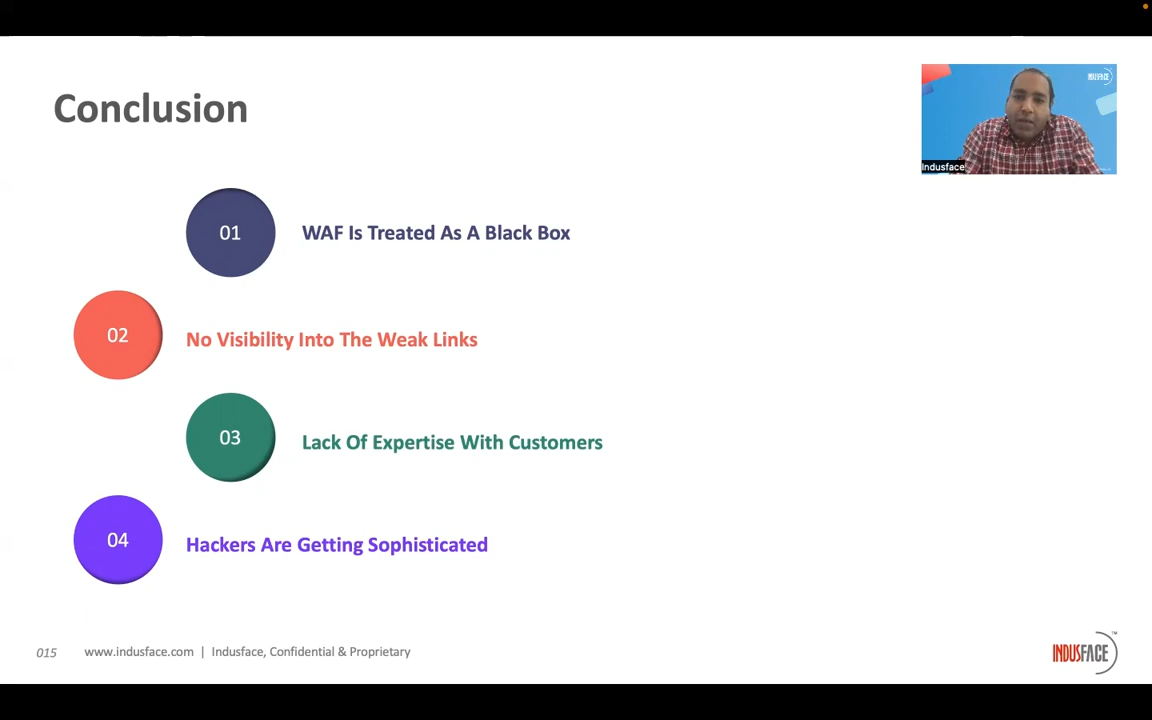 Conclusion
INDUSFACE
Indusface
01
WAF Is Treated As A Black Box
02
No Visibility Into The Weak Links
03
Lack Of Expertise With Customers
04
Hackers Are Getting Sophisticated
015
www.indusface.com | Indusface, Confidential & Proprietary
INDUSFACE™